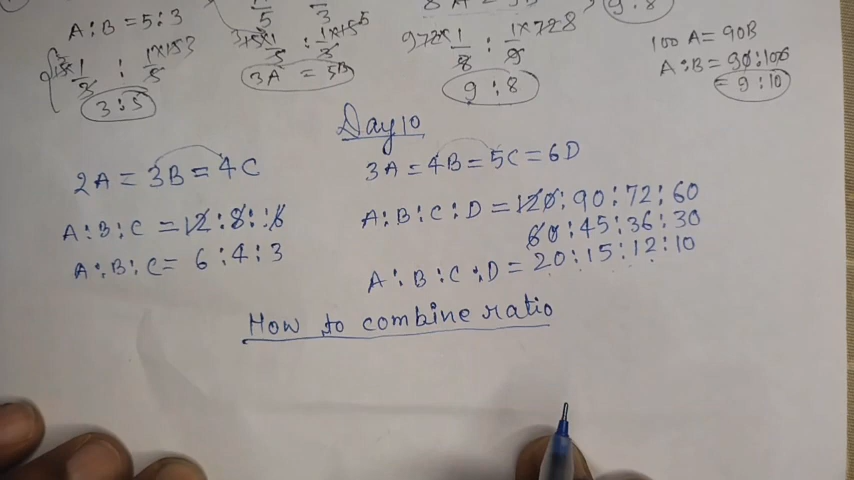 A:B = 5:3
3A = 5B
3:5
9:8
9:8
100 A = 90B
A:B = 90:100
= 9:10
Day 10
2A = 3B = 4C
3A = 4B = 5C = 6D
A:B:C = 12:8:6
A:B:C:D = 120:90:72:60
60:45:36:30
A:B:C = 6:4:3
A:B:C:D = 20:15:12:10
How to combine ratio